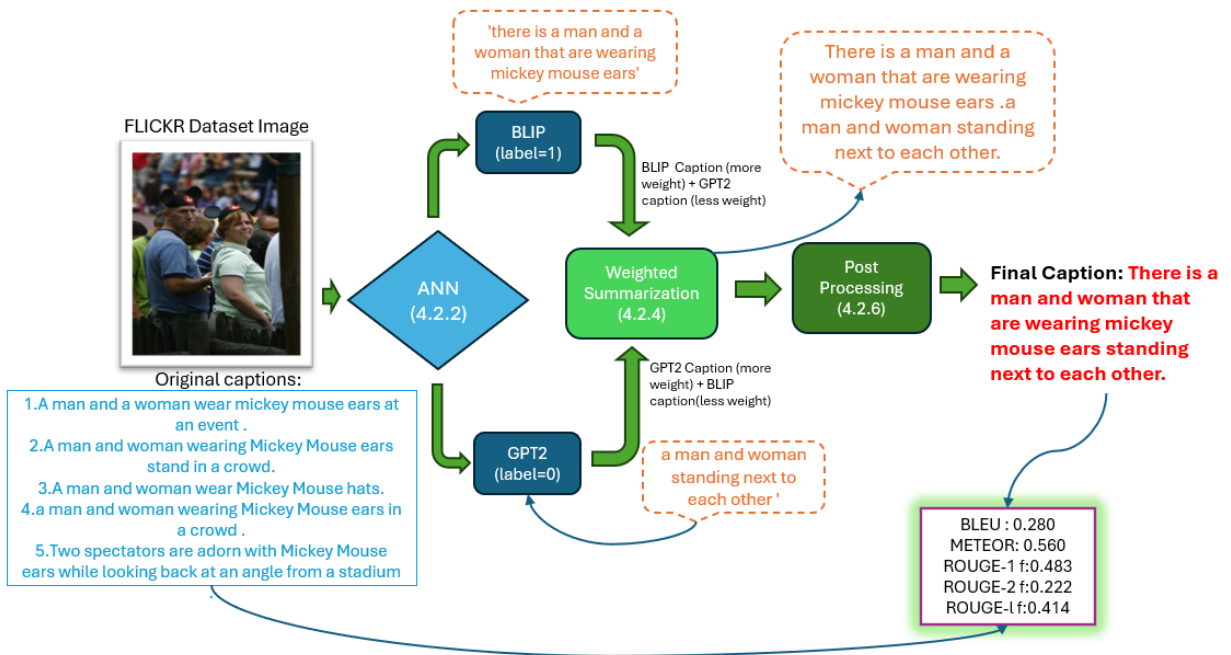 FLICKR Dataset Image
Original captions:
1.A man and a woman wear mickey mouse ears at
an event .
2.A man and woman wearing Mickey Mouse ears
stand in a crowd.
3.A man and woman wear Mickey Mouse hats.
4.a man and woman wearing Mickey Mouse ears in
a crowd .
5.Two spectators are adorn with Mickey Mouse
ears while looking back at an angle from a stadium
.
ANN
(4.2.2)
'there is a man and a
woman that are wearing
mickey mouse ears'
BLIP
(label=1)
BLIP Caption (more
weight) + GPT2
caption (less weight)
GPT2
(label=0)
a man and woman
standing next to
each other '
GPT2 Caption (more
weight) + BLIP
caption(less weight)
Weighted
Summarization
(4.2.4)
There is a man and a
woman that are wearing
mickey mouse ears .a
man and woman standing
next to each other.
Post
Processing
(4.2.6)
Final Caption: There is a
man and woman that
are wearing mickey
mouse ears standing
next to each other.
BLEU : 0.280
METEOR: 0.560
ROUGE-1 f:0.483
ROUGE-2 f:0.222
ROUGE-l f:0.414